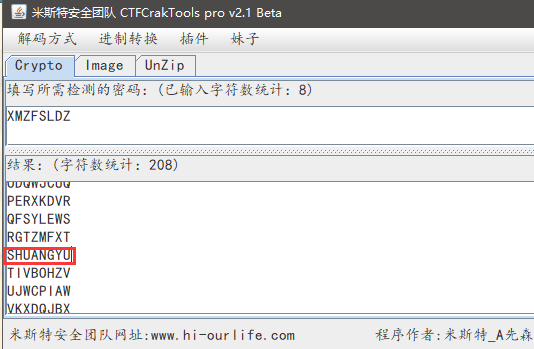 米斯特安全团队 CTFCrakTools pro v2.1 Beta
解码方式 进制转换 插件 妹子
Crypto Image UnZip
填写所需检测的密码：(已输入字符数统计：8)
XMZFSLDZ
结果：(字符数统计：208)
ODQWJCUQ
PERXKDVR
QFSYLEWS
RGTZMFXT
SHUANGYU
TIVBOHZV
UJWCPIAW
VKXDQJBX
米斯特安全团队网址:www.hi-ourlife.com 程序作者:米斯特_A先森